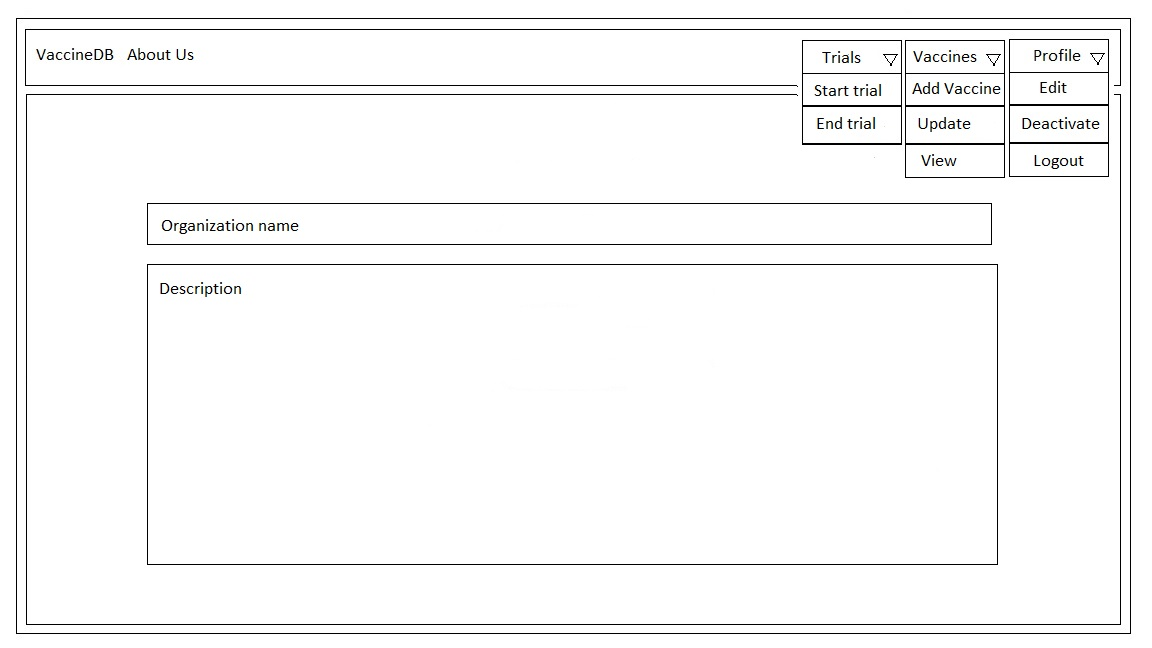 VaccineDB About Us
Trials Vaccines Profile
Start trial Add Vaccine Edit
End trial Update Deactivate
View Logout
Organization name
Description